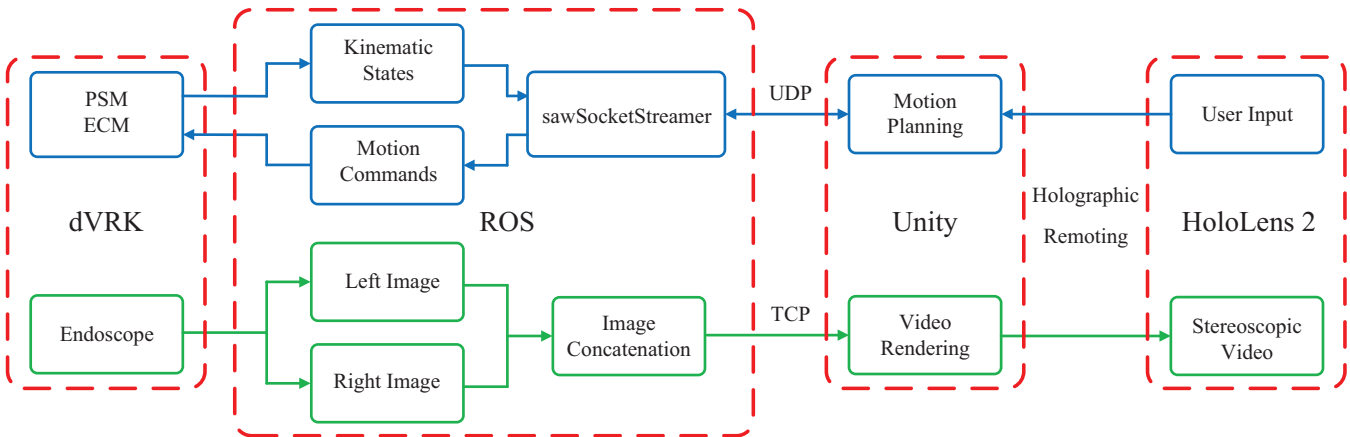 PSM
ECM
dVRK
Endoscope
Kinematic
States
Motion
Commands
sawSocketStreamer
ROS
Left Image
Right Image
Image
Concatenation
UDP
TCP
Motion
Planning
Unity
Video
Rendering
Holographic
Remoting
User Input
HoloLens 2
Stereoscopic
Video